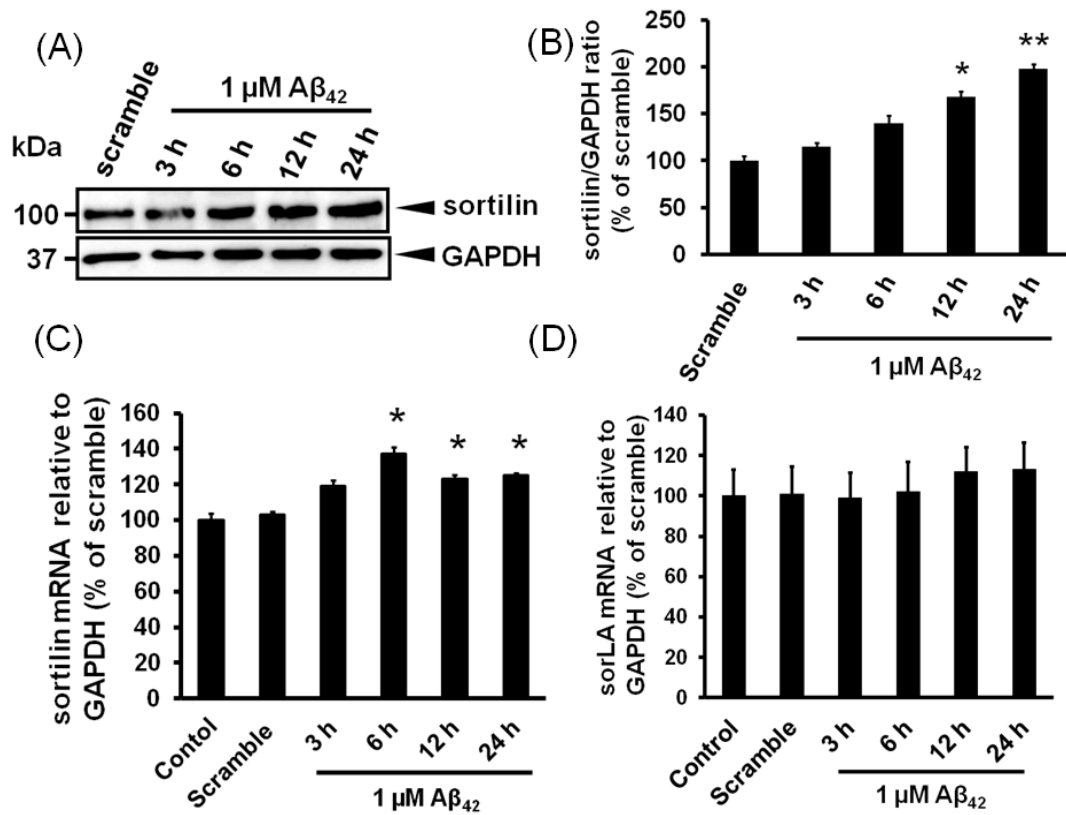 (A)
scramble
1 µM Aβ42
3 h
6 h
12 h
24 h
kDa
100
37
sortilin
GAPDH
(B)
sortilin/GAPDH ratio
(% of scramble)
250
200
150
100
50
0
*
**
Scramble
3 h
6 h
12 h
24 h
1 µM Aβ42
(C)
sortilin mRNA relative to
GAPDH (% of scramble)
160
140
120
100
80
60
40
20
0
*
*
*
Contol
Scramble
3 h
6 h
12 h
24 h
1 µM Aβ42
(D)
sorLA mRNA relative to
GAPDH (% of scramble)
140
120
100
80
60
40
20
0
Control
Scramble
3 h
6 h
12 h
24 h
1 µM Aβ42